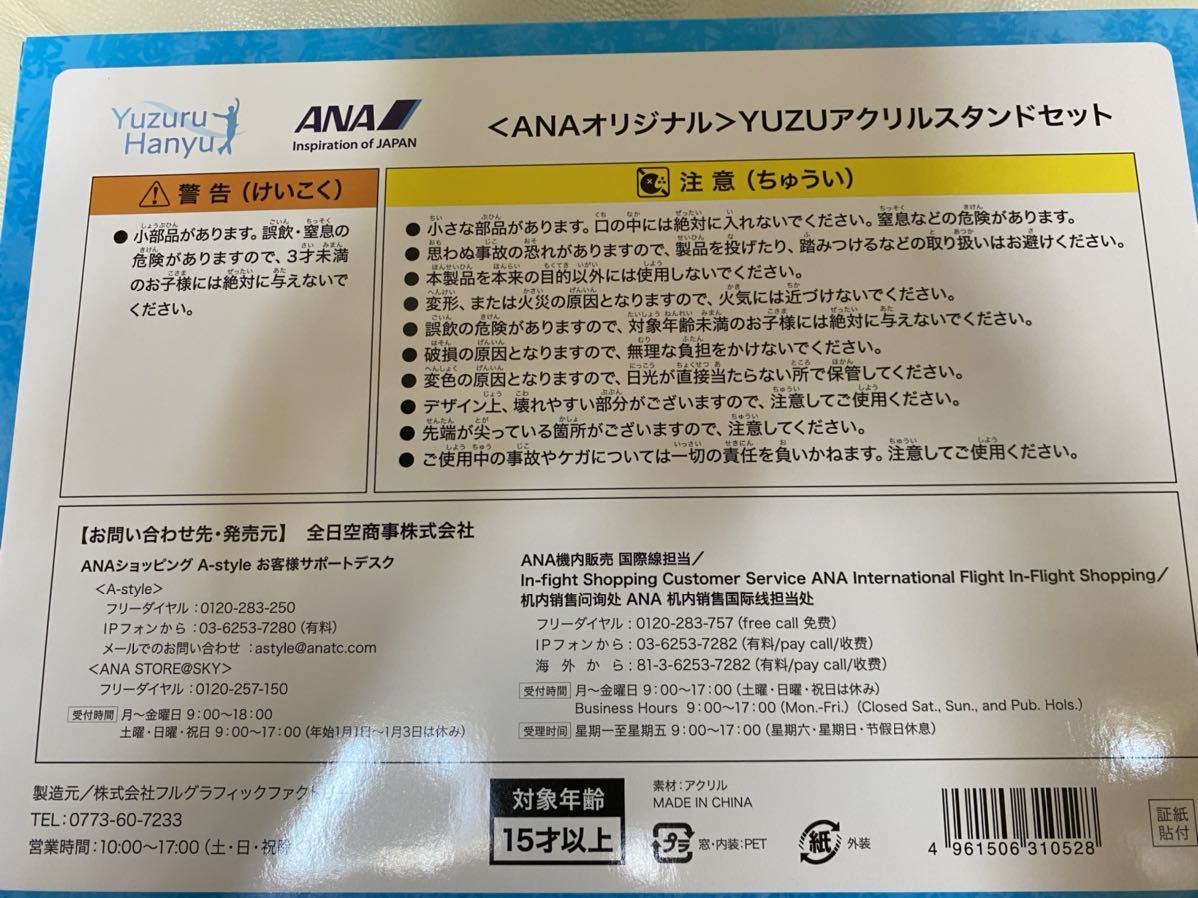 Yuzuru
Hanyu
ANA
Inspiration of JAPAN
＜ANAオリジナル＞YUZUアクリルスタンドセット
警告（けいこく）
● 小部品があります。誤飲・窒息の
危険がありますので、3才未満
のお子様には絶対に与えないで
ください。
注意（ちゅうい）
● 小さな部品があります。口の中には絶対に入れないでください。窒息などの危険があります。
● 思わぬ事故の恐れがありますので、製品を投げたり、踏みつけるなどの取り扱いはお避けください。
● 本製品を本来の目的以外には使用しないでください。
● 変形、または火災の原因となりますので、火気には近づけないでください。
● 誤飲の危険がありますので、対象年齢未満のお子様には絶対に与えないでください。
● 破損の原因となりますので、無理な負担をかけないでください。
● 変色の原因となりますので、日光が直接当たらない所で保管してください。
● デザイン上、壊れやすい部分がございますので、注意してご使用ください。
● 先端が尖っている箇所がございますので、注意してください。
● ご使用中の事故やケガについては一切の責任を負いかねます。注意してご使用ください。
【お問い合わせ先・発売元】 全日空商事株式会社
ANAショッピング A-style お客様サポートデスク
<A-style>
フリーダイヤル：0120-283-250
IPフォンから：03-6253-7280（有料）
メールでのお問い合わせ：astyle@anatc.com
<ANA STORE@SKY>
フリーダイヤル：0120-257-150
受付時間 月～金曜日 9：00～18：00
土曜・日曜・祝日 9：00～17：00（年始1月1日～1月3日は休み）
ANA機内販売 国際線担当／
In-fight Shopping Customer Service ANA International Flight In-Flight Shopping／
机内销售问询处 ANA 机内销售国际线担当处
フリーダイヤル：0120-283-757（free call 免费）
IPフォンから：03-6253-7282（有料/pay call/收费）
海外から：81-3-6253-7282（有料/pay call/收费）
受付時間 月～金曜日 9：00～17：00（土曜・日曜・祝日は休み）
Business Hours 9：00～17：00（Mon.-Fri.）（Closed Sat., Sun., and Pub. Hols.）
受理时间 星期一至星期五 9：00～17：00（星期六・星期日・节假日休息）
製造元／株式会社フルグラフィックファクトリー
TEL：0773-60-7233
営業時間：10：00～17：00（土・日・祝除
対象年齢
15才以上
素材：アクリル
MADE IN CHINA
プラ 窓・内装：PET
紙 外装
4 961506 310528
証紙
貼付